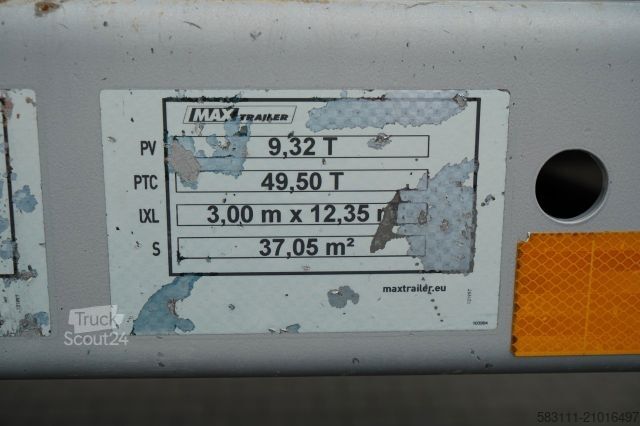 MAX TRAILER
PV 9,32 T
PTC 49,50 T
lXL 3,00 m x 12,35
S 37,05 m²
maxtrailer.eu
Truck
Scout24
583111-21016497